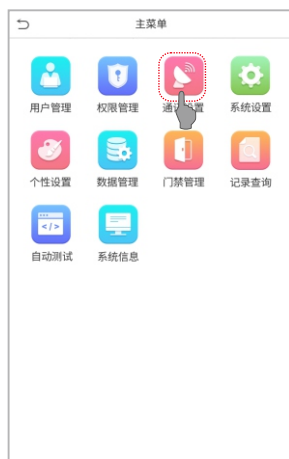 主菜单
用户管理 权限管理 通讯设置 系统设置
个性设置 数据管理 门禁管理 记录查询
</>
自动测试 系统信息